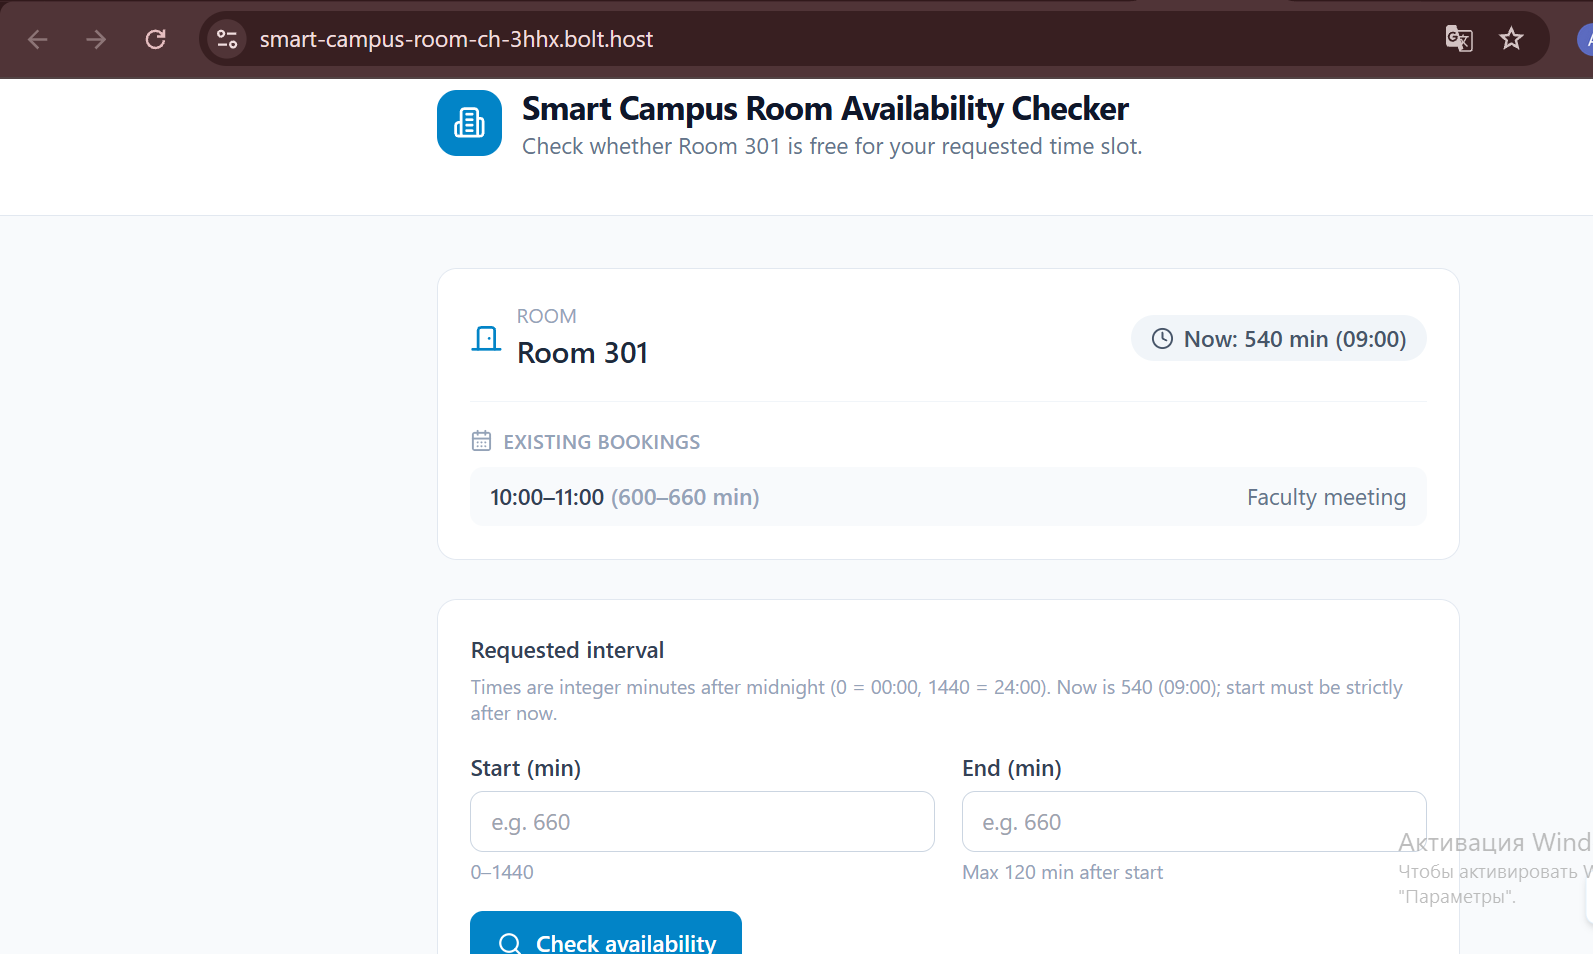 smart-campus-room-ch-3hhx.bolt.host
Smart Campus Room Availability Checker
Check whether Room 301 is free for your requested time slot.
ROOM
Room 301
Now: 540 min (09:00)
EXISTING BOOKINGS
10:00–11:00 (600–660 min)
Faculty meeting
Requested interval
Times are integer minutes after midnight (0 = 00:00, 1440 = 24:00). Now is 540 (09:00); start must be strictly
after now.
Start (min)
End (min)
e.g. 660
e.g. 660
0–1440
Max 120 min after start
Check availability
Активация Wind
Чтобы активировать W
"Параметры".